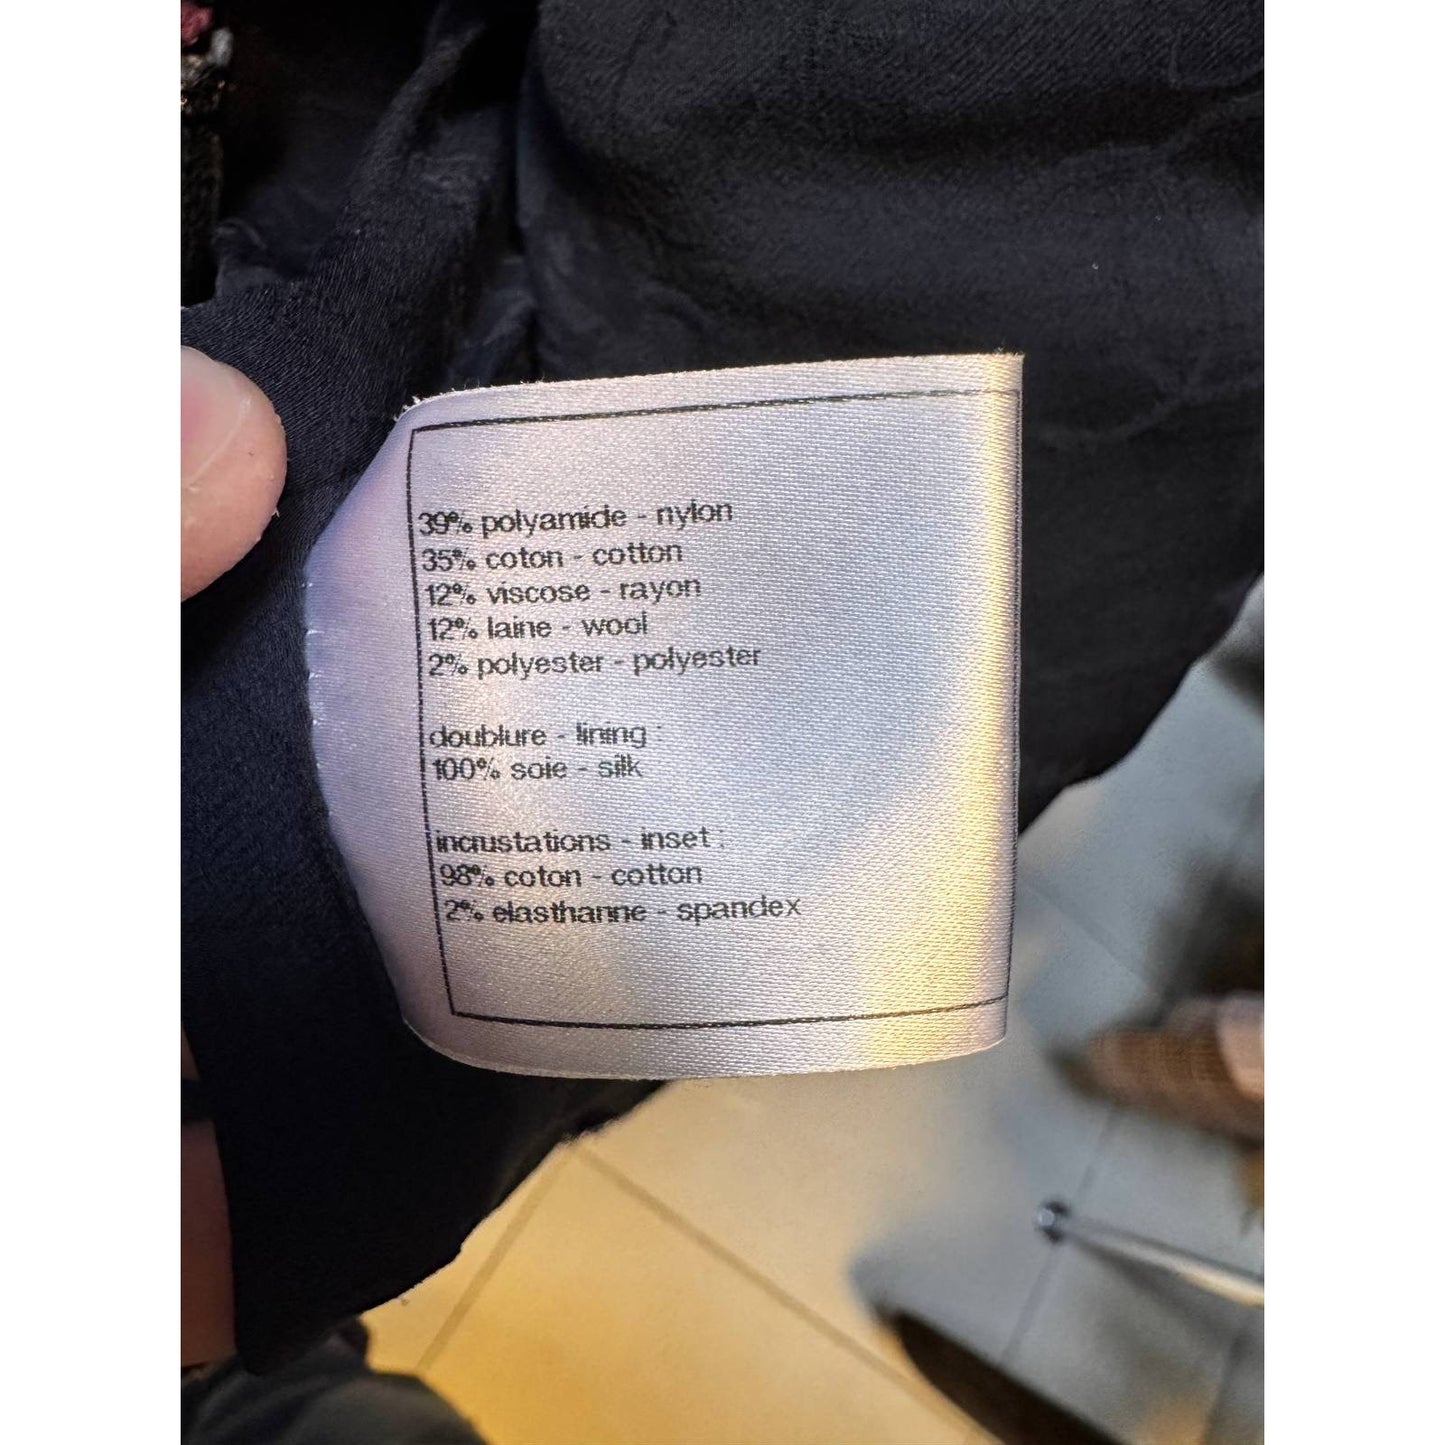 39% polyamide - nylon
35% coton - cotton
12% viscose - rayon
12% laine - wool
2% polyester - polyester
doublure - lining :
100% soie - silk
incrustations - inset :
98% coton - cotton
2% elasthanne - spandex